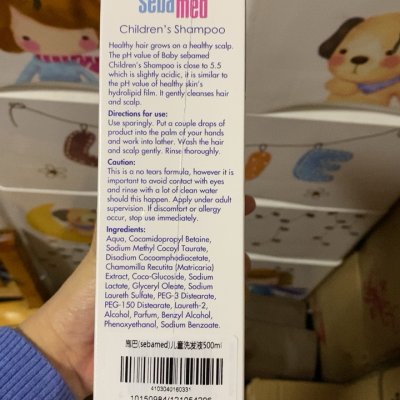 sebamed
Children's Shampoo
Healthy hair grows on a healthy scalp.
The pH value of Baby sebamed
Children's Shampoo is close to 5.5
which is slightly acidic, it is similar to
the pH value of healthy skin's
hydrolipid film. It gently cleanses hair
and scalp.
Directions for use:
Use sporingly. Put a couple drops of
product into the palm of your hands
and work into lather. Wash the hair
and scalp gently. Rinse thoroughly.
Caution:
This is a no tears formula, however it is
important to avoid contact with eyes
and rinse with a lot of clean water
should this happen. Apply under adult
supervision. If discomfort or allergy
occur, stop use immediately.
Ingredients:
Aqua, Cocamidopropyl Betaine,
Sodium Methyl Cocoyl Taurate,
Disodium Cocoamphodiacetate,
Chamomilla Recutita (Matricaria)
Extract, Coco-Glucoside, Sodium
Lactate, Glyceryl Oleate, Sodium
Laureth Sulfate, PEG-3 Distearate,
PEG-150 Distearate, Laureth-2,
Alcohol, Parfum, Benzyl Alcohol,
Phenoxyethanol, Sodium Benzoate.
施巴(sebamed)儿童洗发液500ml
4103040160331